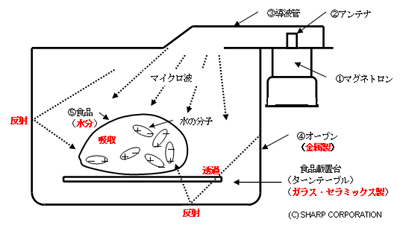 ③導波管
②アンテナ
マイクロ波
①マグネトロン
⑤食品
(水分)
水の分子
反射
吸収
④オーブン
(金属製)
透過
食品載置台
(ターンテーブル)
(ガラス・セラミックス製)
反射
(C) SHARP CORPORATION